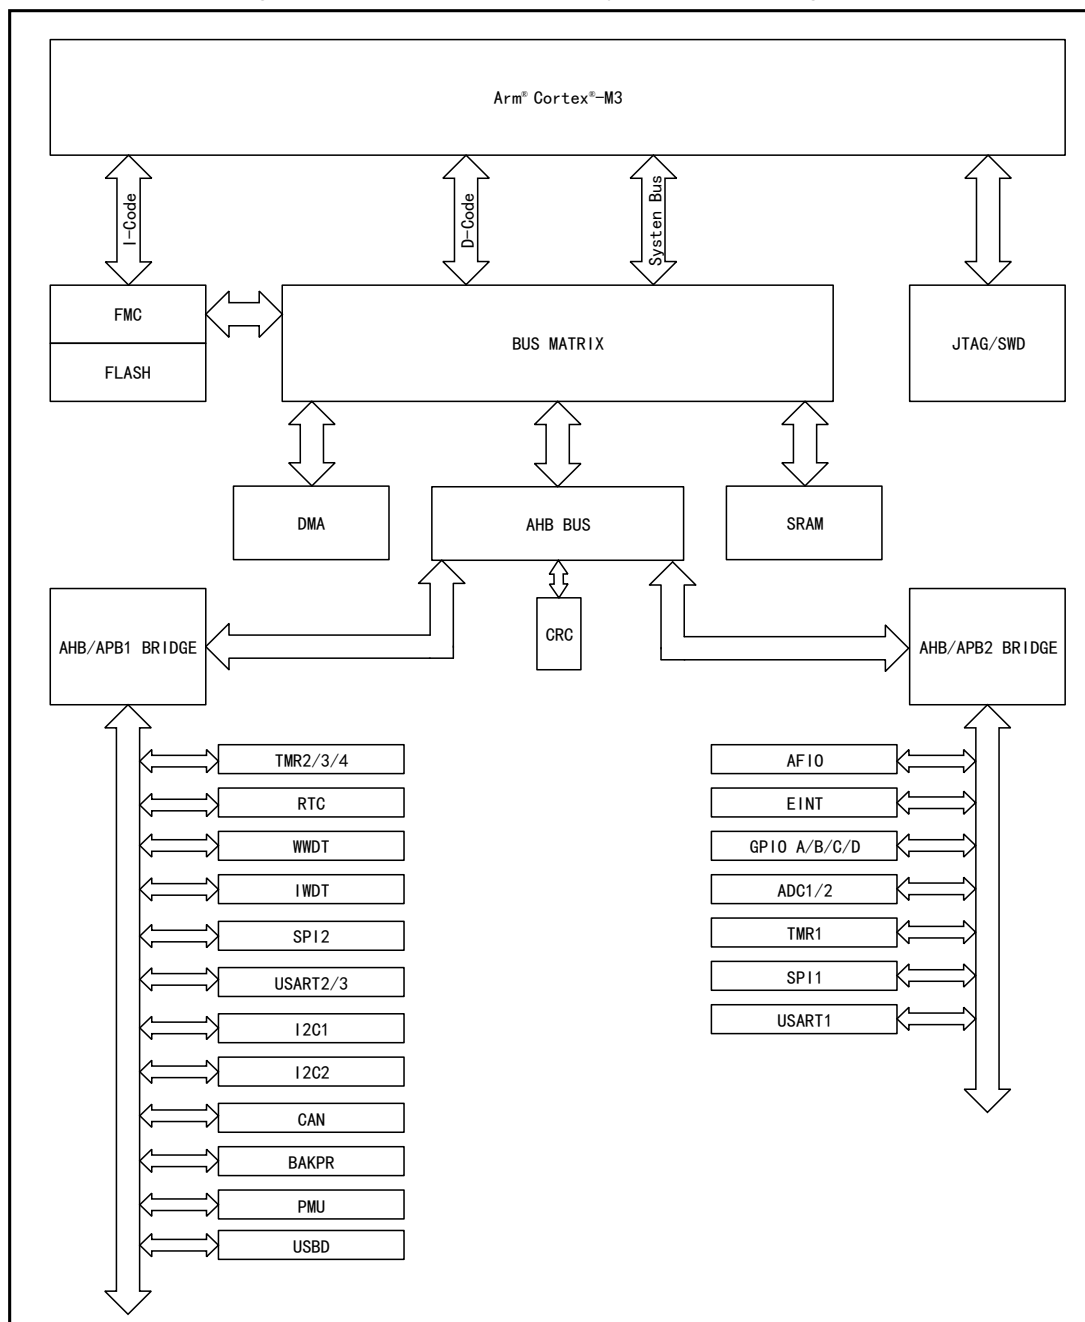 Arm® Cortex®-M3
I-Code
D-Code
Systen Bus
FMC
FLASH
BUS MATRIX
JTAG/SWD
DMA
AHB BUS
SRAM
CRC
AHB/APB1 BRIDGE
AHB/APB2 BRIDGE
TMR2/3/4
RTC
WWDT
IWDT
SPI2
USART2/3
I2C1
I2C2
CAN
BAKPR
PMU
USBD
AFIO
EINT
GPIO A/B/C/D
ADC1/2
TMR1
SPI1
USART1